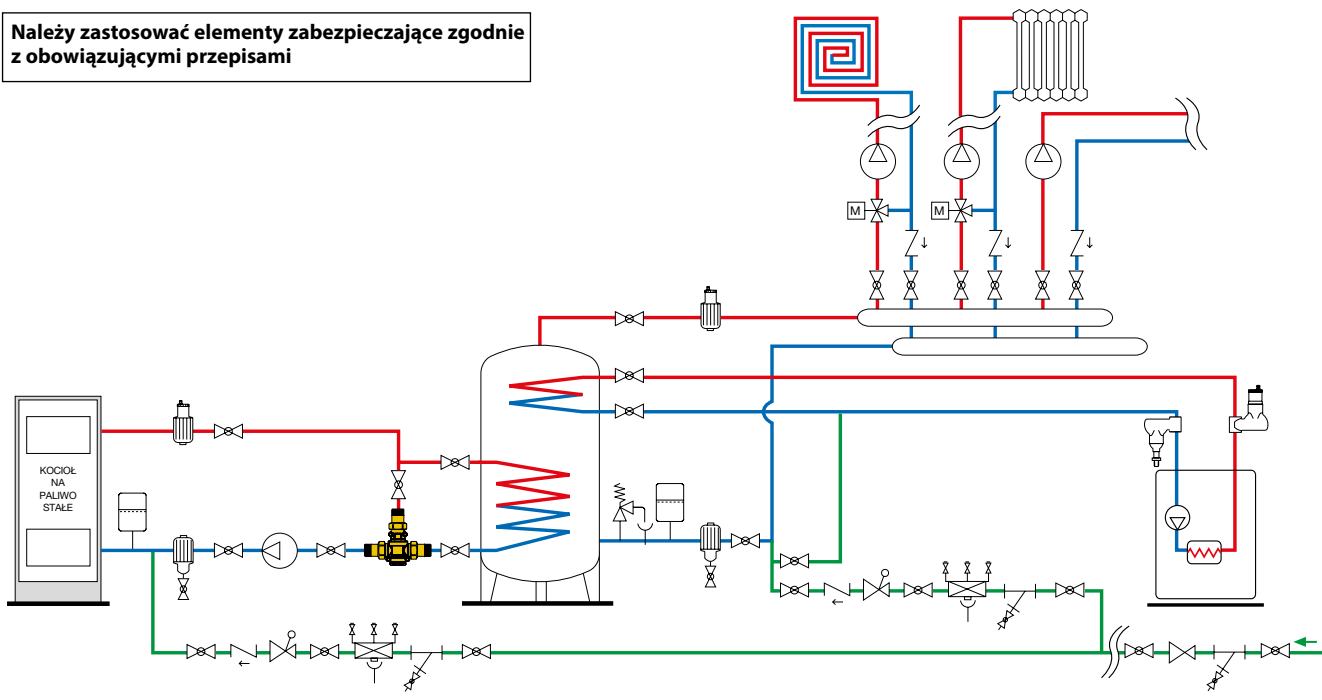 Należy zastosować elementy zabezpieczające zgodnie
z obowiązującymi przepisami
M
M
KOCIOŁ
NA
PALIWO
STAŁE